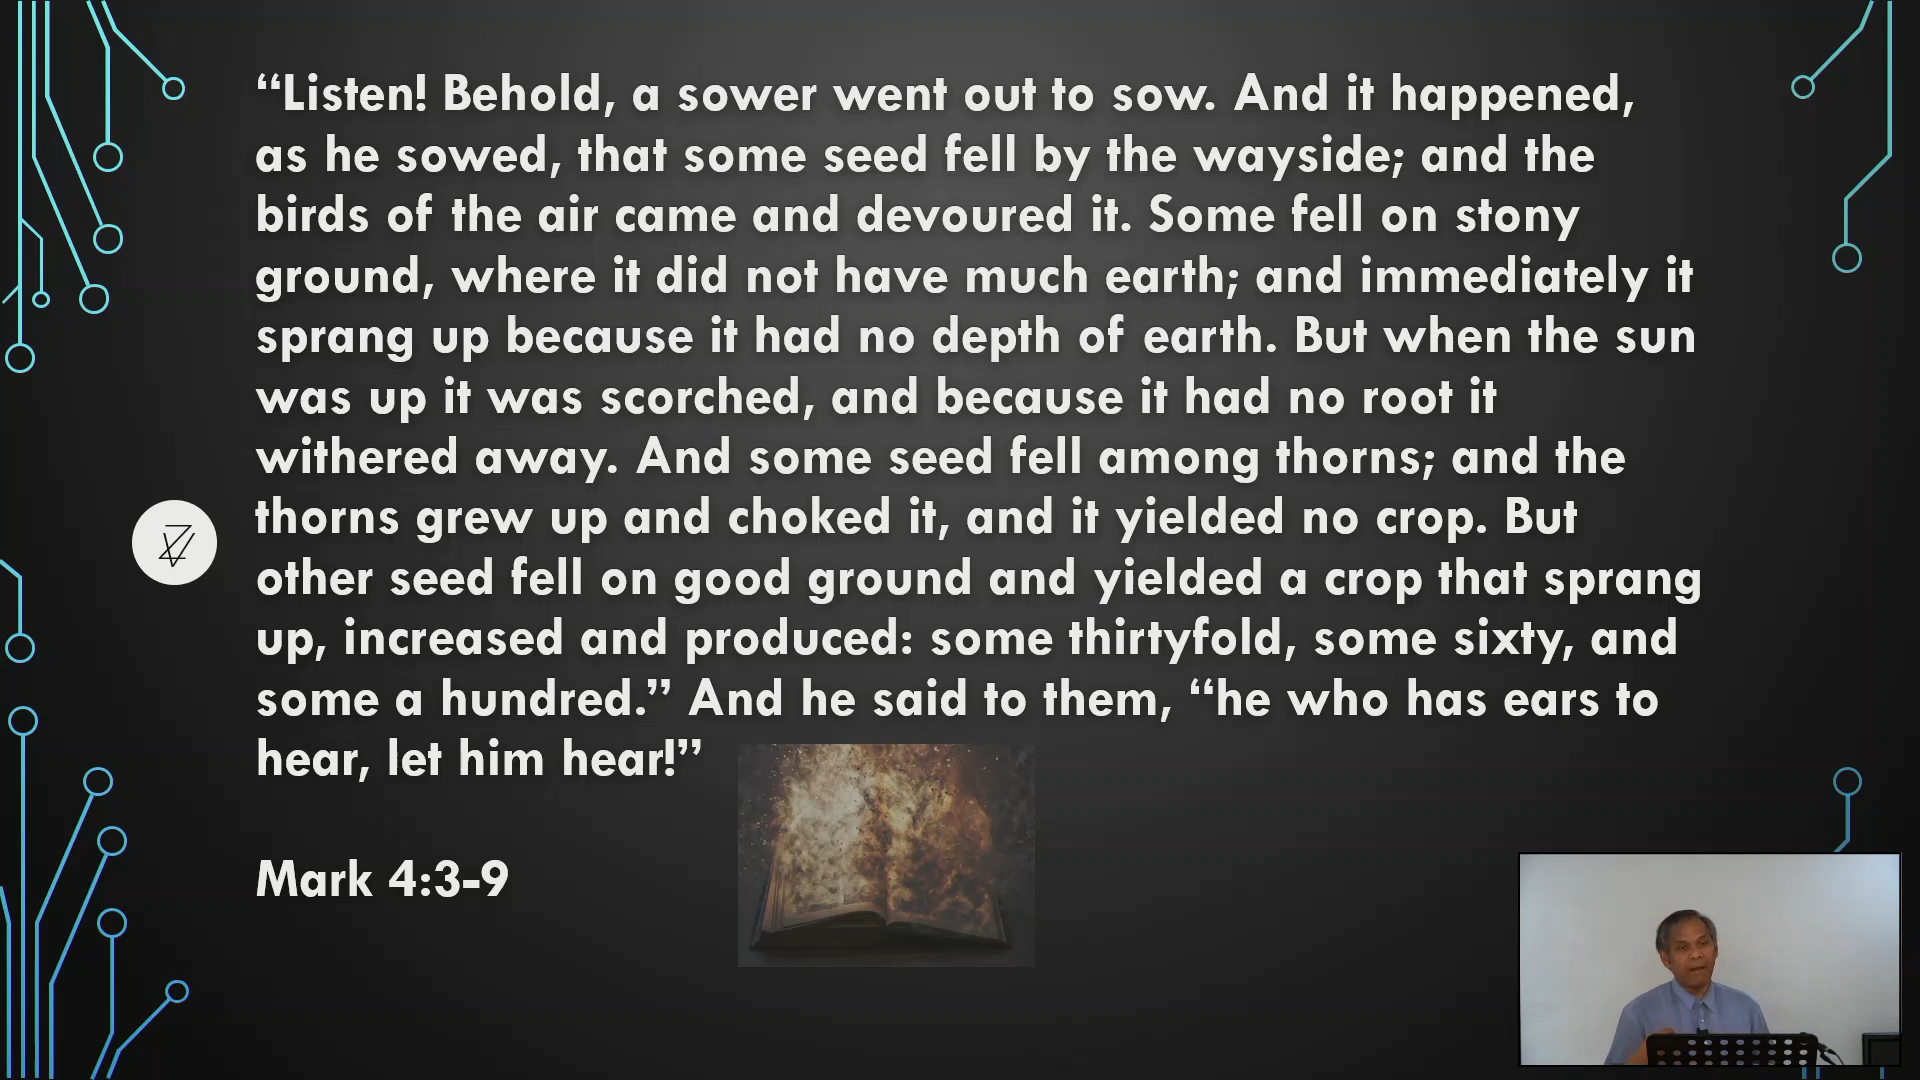 “Listen! Behold, a sower went out to sow. And it happened,
as he sowed, that some seed fell by the wayside; and the
birds of the air came and devoured it. Some fell on stony
ground, where it did not have much earth; and immediately it
sprang up because it had no depth of earth. But when the sun
was up it was scorched, and because it had no root it
withered away. And some seed fell among thorns; and the
thorns grew up and choked it, and it yielded no crop. But
other seed fell on good ground and yielded a crop that sprang
up, increased and produced: some thirtyfold, some sixty, and
some a hundred.” And he said to them, “he who has ears to
hear, let him hear!”
Mark 4:3-9